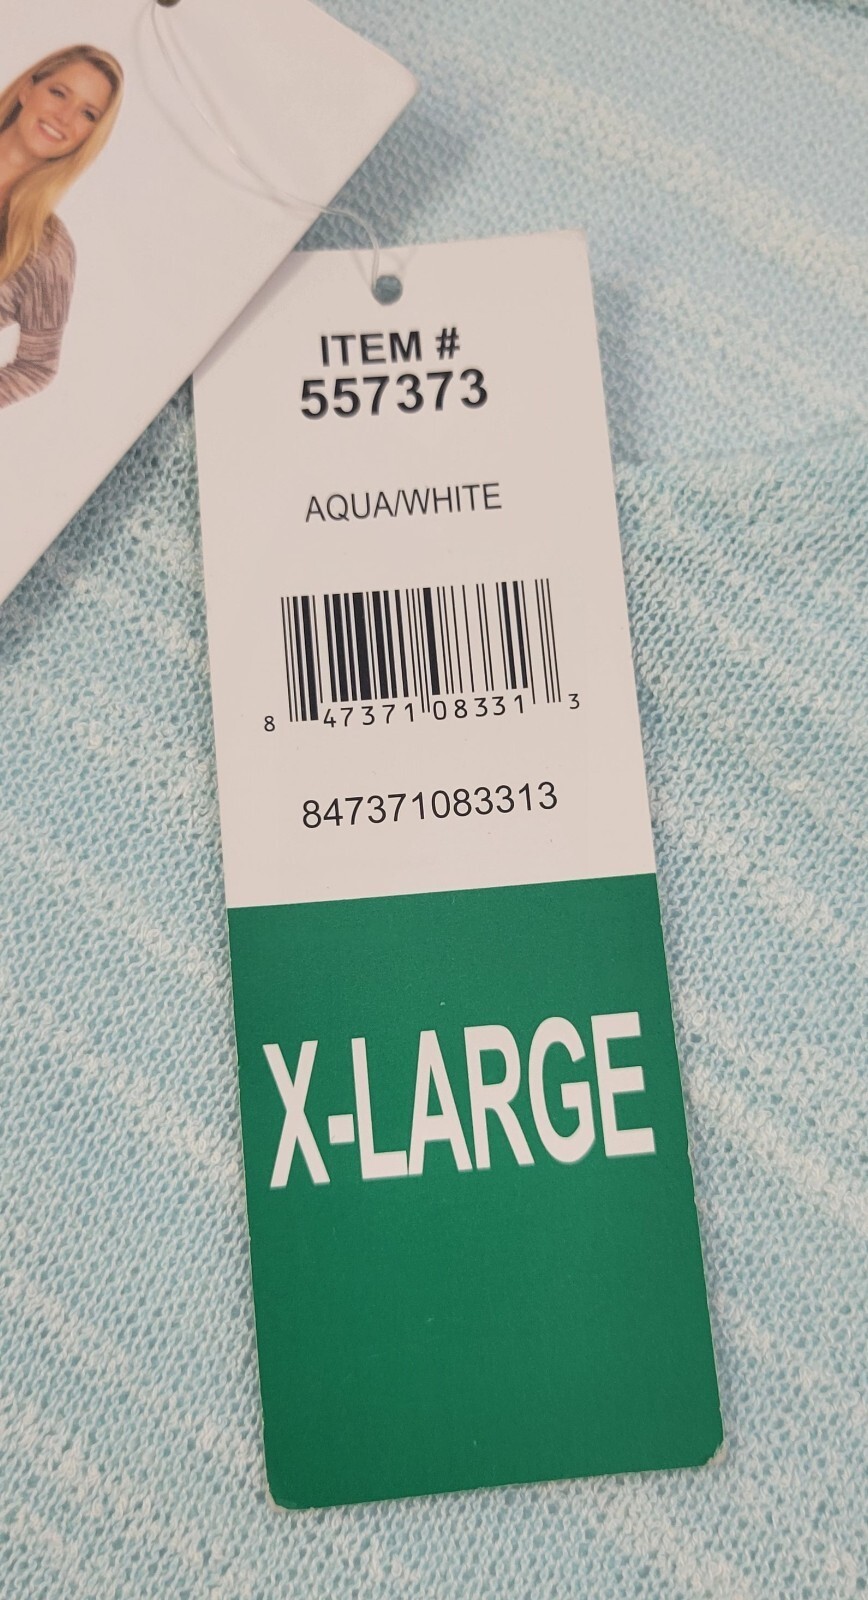 ITEM #
557373
AQUA/WHITE
8 47371 08331 3
847371083313
X-LARGE